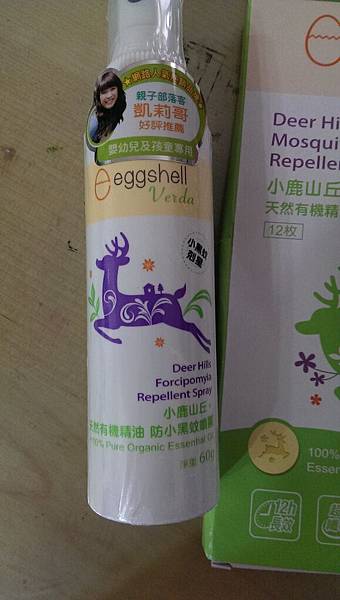 親子部落客
凱莉哥
好評推薦
嬰幼兒及孩童專用
eggshell
Verda
小黑蚊
剋星
Deer Hills
Forcipomyia
Repellent Spray
小鹿山丘
天然有機精油 防小黑蚊噴霧
100% Pure Organic Essential Oil
淨重 60g
Deer Hi
Mosqui
Repeller
小鹿山丘
天然有機精
12枚
100%
Essen
12h
長效